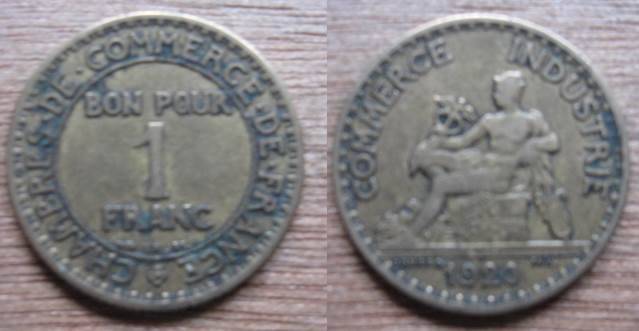 CHAMBRES·DE·COMMERCE·DE·FRANCE·
BON POUR
1
FRANC
COMMERCE INDUSTRIE